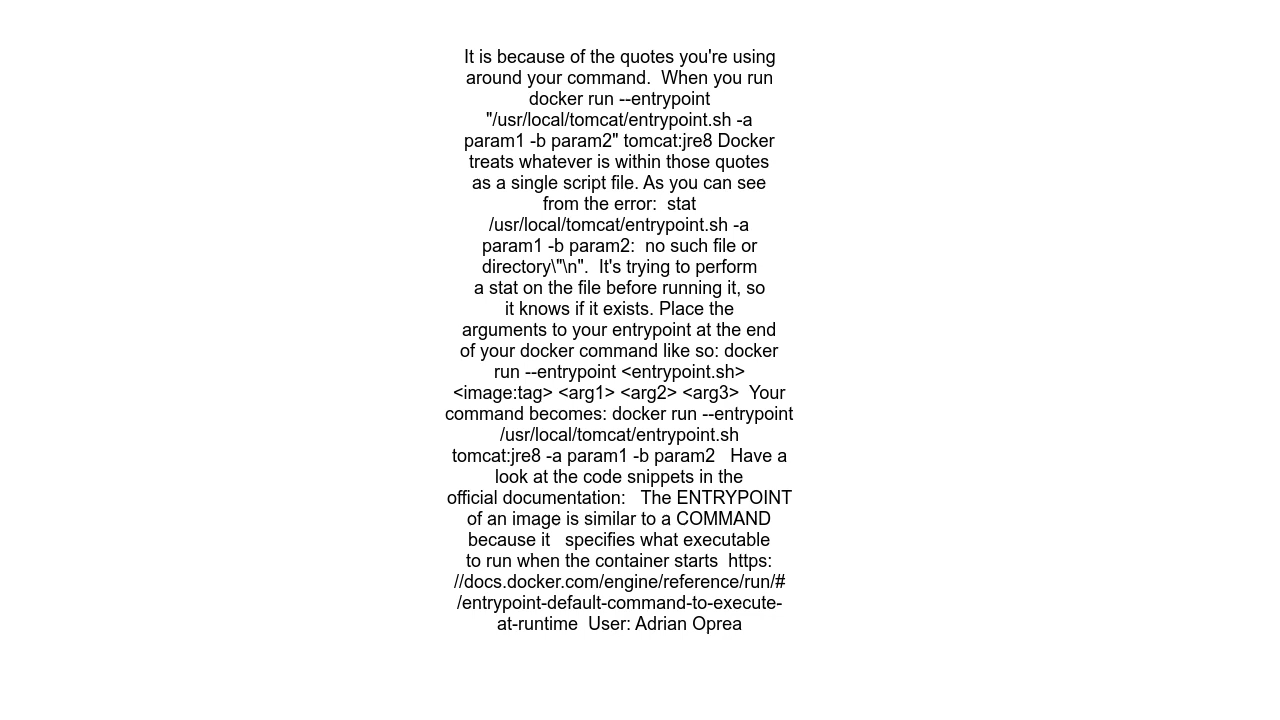 It is because of the quotes you're using
around your command.  When you run
docker run --entrypoint
"/usr/local/tomcat/entrypoint.sh -a
param1 -b param2" tomcat:jre8 Docker
treats whatever is within those quotes
as a single script file. As you can see
from the error:  stat
/usr/local/tomcat/entrypoint.sh -a
param1 -b param2:  no such file or
directory\"\n".  It's trying to perform
a stat on the file before running it, so
it knows if it exists. Place the
arguments to your entrypoint at the end
of your docker command like so: docker
run --entrypoint <entrypoint.sh>
<image:tag> <arg1> <arg2> <arg3>  Your
command becomes: docker run --entrypoint
/usr/local/tomcat/entrypoint.sh
tomcat:jre8 -a param1 -b param2   Have a
look at the code snippets in the
official documentation:   The ENTRYPOINT
of an image is similar to a COMMAND
because it   specifies what executable
to run when the container starts  https:
//docs.docker.com/engine/reference/run/#
/entrypoint-default-command-to-execute-
at-runtime  User: Adrian Oprea